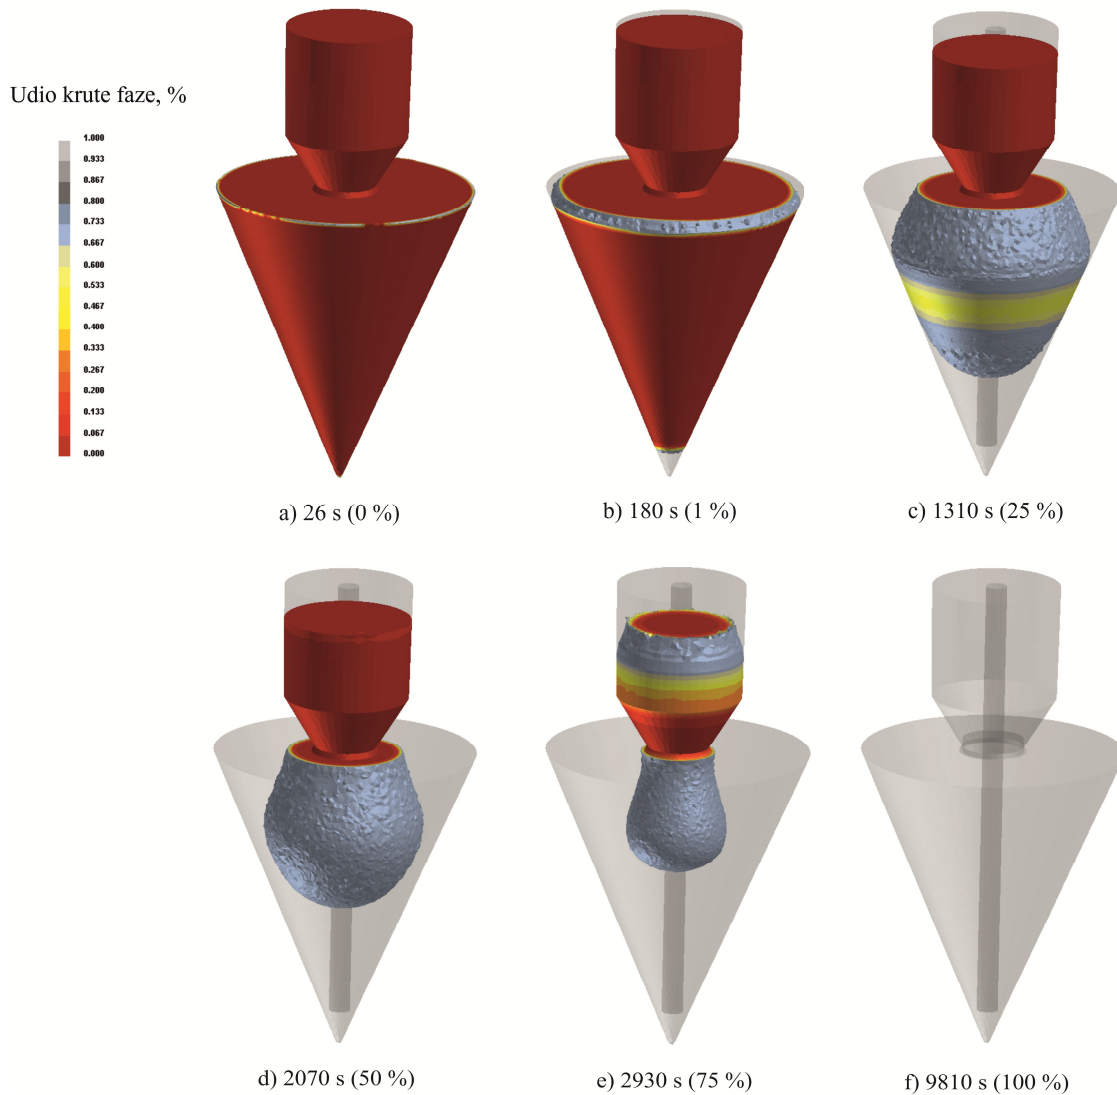 Udio krute faze, %
1.000
0.933
0.867
0.800
0.733
0.667
0.600
0.533
0.467
0.400
0.333
0.267
0.200
0.133
0.067
0.000
a) 26 s (0 %)
b) 180 s (1 %)
c) 1310 s (25 %)
d) 2070 s (50 %)
e) 2930 s (75 %)
f) 9810 s (100 %)